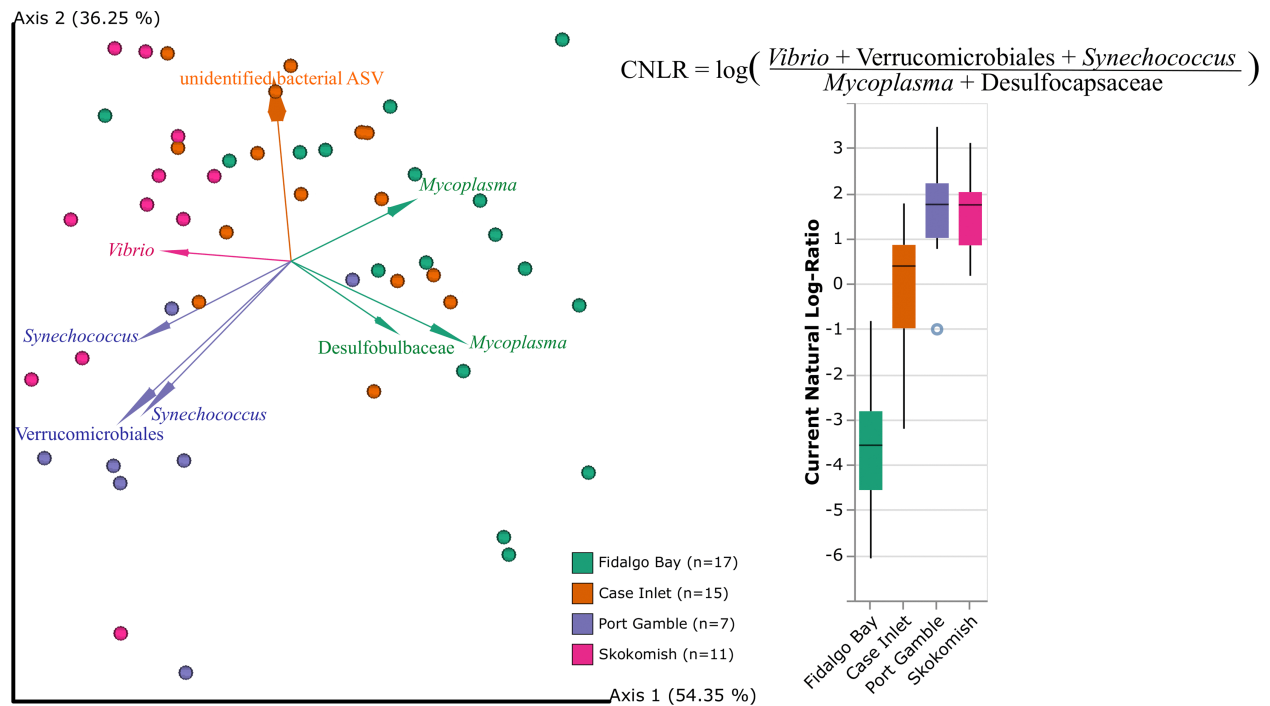 Axis 2 (36.25 %)
unidentified bacterial ASV
Mycoplasma
Vibrio
Synechococcus
Desulfobulbaceae
Mycoplasma
Synechococcus
Verrucomicrobiales
Fidalgo Bay (n=17)
Case Inlet (n=15)
Port Gamble (n=7)
Skokomish (n=11)
Axis 1 (54.35 %)
CNLR = log( Vibrio + Verrucomicrobiales + Synechococcus
Mycoplasma + Desulfocapsaceae )
Current Natural Log-Ratio
3
2
1
0
-1
-2
-3
-4
-5
-6
Fidalgo Bay
Case Inlet
Port Gamble
Skokomish